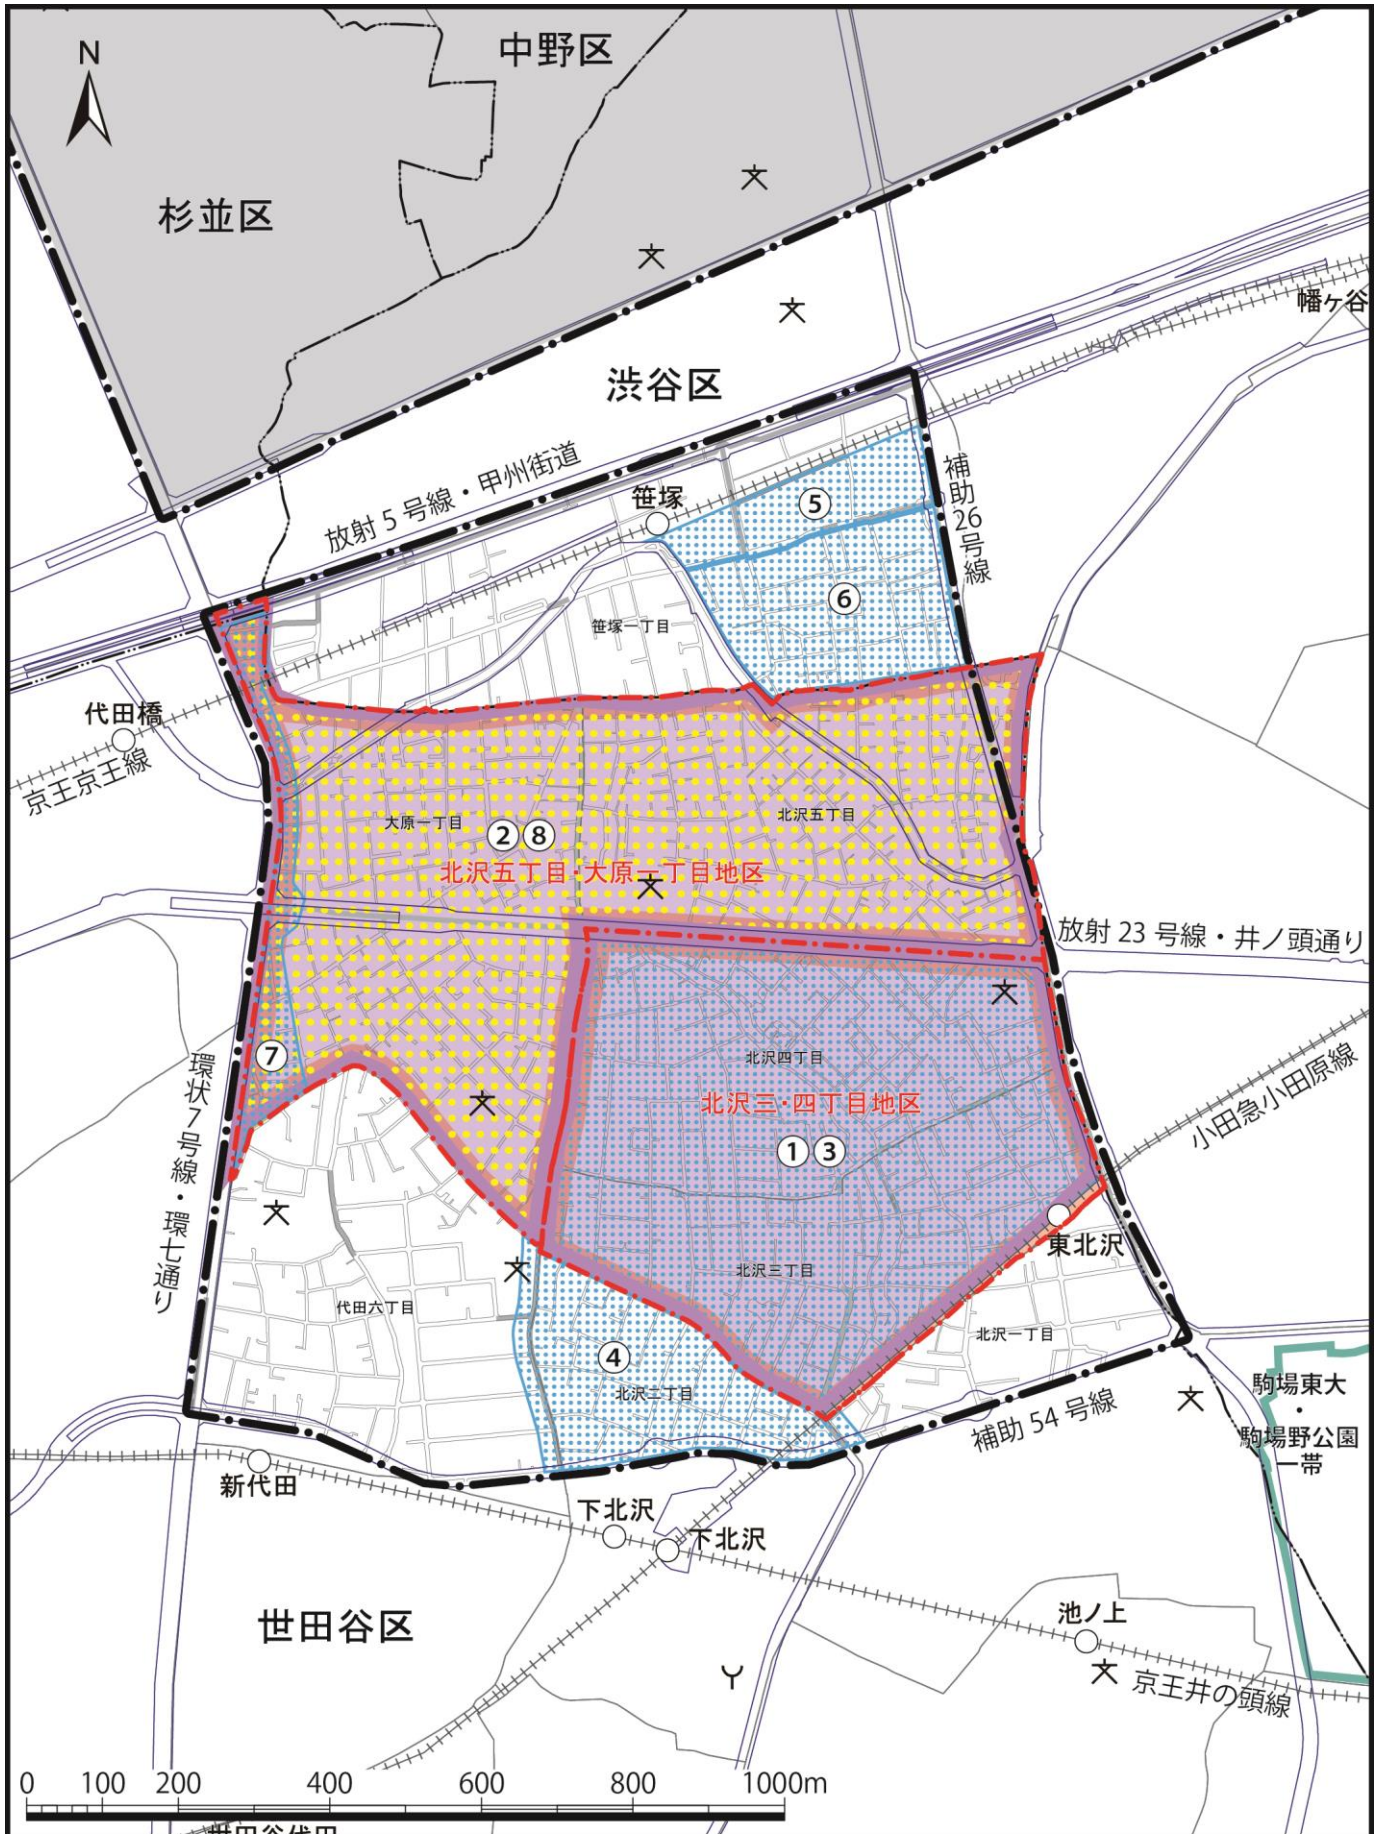 N
中野区
杉並区
幡ヶ谷
渋谷区
放射5号線・甲州街道
笹塚
補助26号線
⑤
⑥
笹塚一丁目
代田橋
京王京王線
大原一丁目
北沢五丁目
②⑧
北沢五丁目・大原一丁目地区
放射23号線・井ノ頭通り
⑦
環状7号線・環七通り
北沢四丁目
北沢三・四丁目地区
①③
小田急小田原線
東北沢
北沢三丁目
代田六丁目
北沢一丁目
④
北沢二丁目
補助54号線
駒場東大
・
駒場野公園
一帯
新代田
下北沢
下北沢
世田谷区
池ノ上
京王井の頭線
0 100 200 400 600 800 1000m
世田谷代田